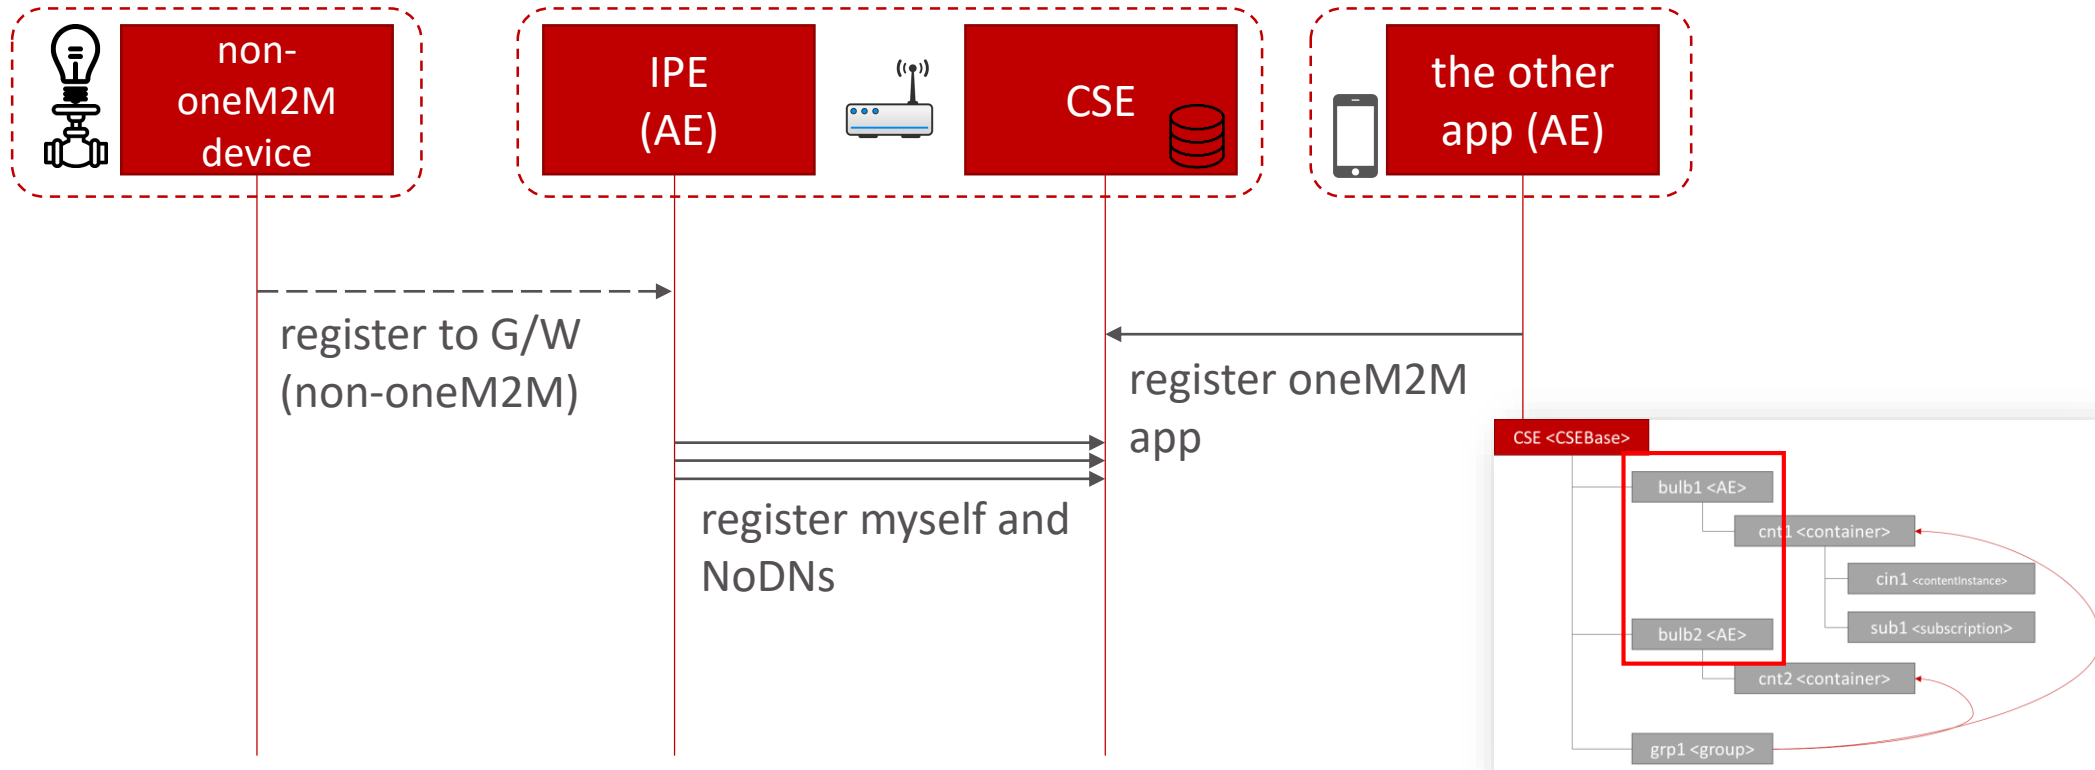 non-
oneM2M
device
IPE
(AE)
CSE
the other
app (AE)
register to G/W
(non-oneM2M)
register oneM2M
app
register myself and
NoDNs
CSE <CSEBase>
bulb1 <AE>
cnt1 <container>
cin1 <contentInstance>
sub1 <subscription>
bulb2 <AE>
cnt2 <container>
grp1 <group>